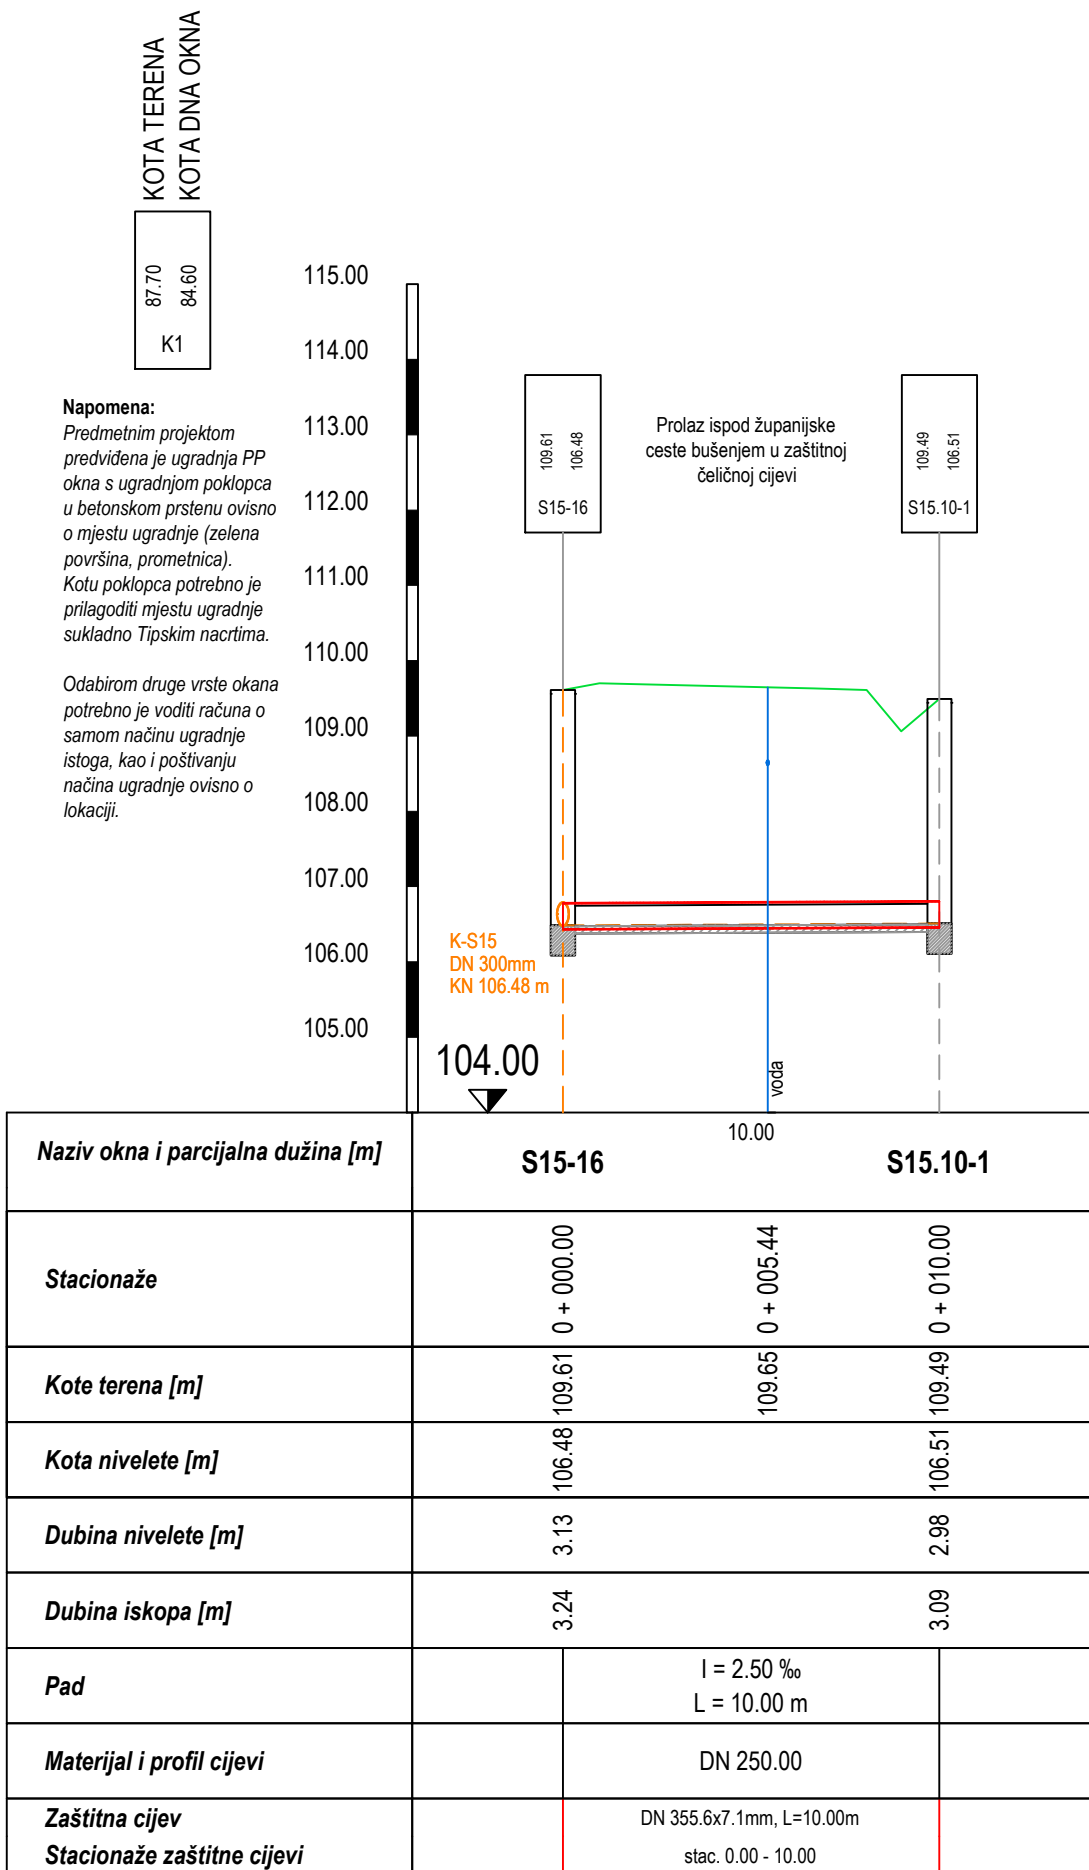 KOTA TERENA
KOTA DNA OKNA
87.70
84.60
K1
Napomena:
Predmetnim projektom
predviđena je ugradnja PP
okna s ugradnjom poklopca
u betonskom prstenu ovisno
o mjestu ugradnje (zelena
površina, prometnica).
Kotu poklopca potrebno je
prilagoditi mjestu ugradnje
sukladno Tipskim nacrtima.
Odabirom druge vrste okana
potrebno je voditi računa o
samom načinu ugradnje
istoga, kao i poštivanju
načina ugradnje ovisno o
lokaciji.
115.00
114.00
113.00
112.00
111.00
110.00
109.00
108.00
107.00
106.00
105.00
104.00
109.61
106.48
S15-16
Prolaz ispod županijske
ceste bušenjem u zaštitnoj
čeličnoj cijevi
109.49
106.51
S15.10-1
K-S15
DN 300mm
KN 106.48 m
voda
Naziv okna i parcijalna dužina [m]
10.00
S15-16
S15.10-1
Stacionaže
0 + 000.00
0 + 005.44
0 + 010.00
Kote terena [m]
109.61
109.65
109.49
Kota nivelete [m]
106.48
106.51
Dubina nivelete [m]
3.13
2.98
Dubina iskopa [m]
3.24
3.09
Pad
I = 2.50 ‰
L = 10.00 m
Materijal i profil cijevi
DN 250.00
Zaštitna cijev
DN 355.6x7.1mm, L=10.00m
Stacionaže zaštitne cijevi
stac. 0.00 - 10.00